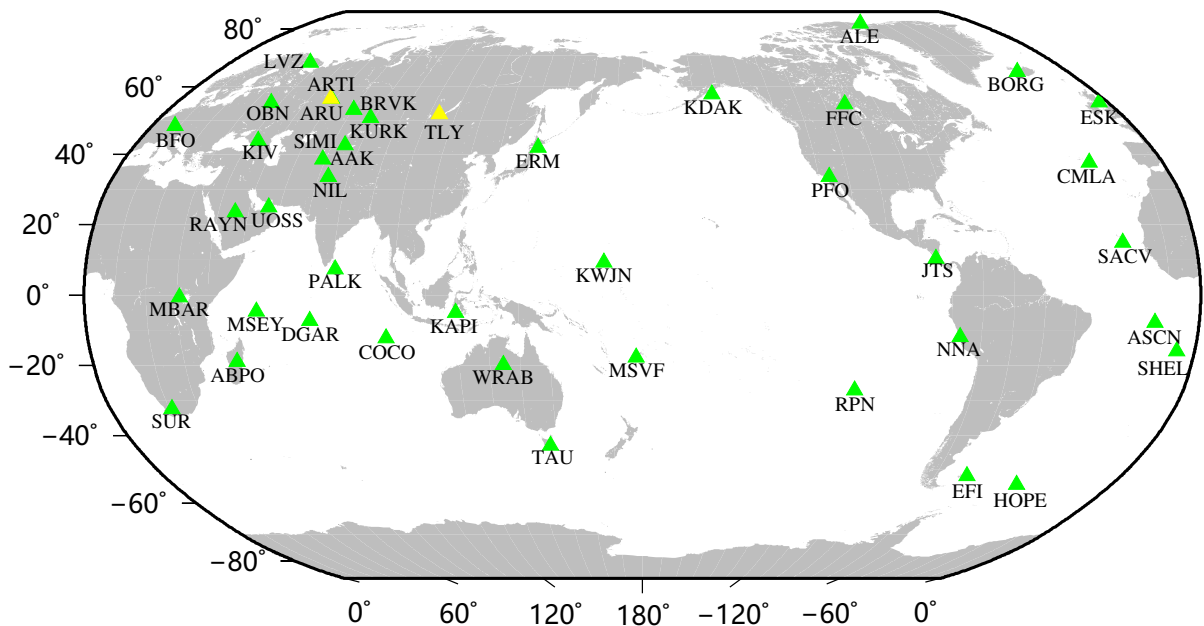 80°
ALE
LVZ
BORG
ARTI
60°
KDAK
BRVK
OBN
ARU
FFC
ESK
KURK
TLY
BFO
SIMI
KIV
40°
AAK
ERM
CMLA
NIL
PFO
UOSS
20°
RAYN
SACV
JTS
PALK
KWJN
0°
MBAR
MSEY
KAPI
DGAR
ASCN
NNA
COCO
−20°
MSVF
SHEL
ABPO
WRAB
RPN
SUR
−40°
TAU
EFI
HOPE
−60°
−80°
0° 60° 120° 180° −120° −60° 0°